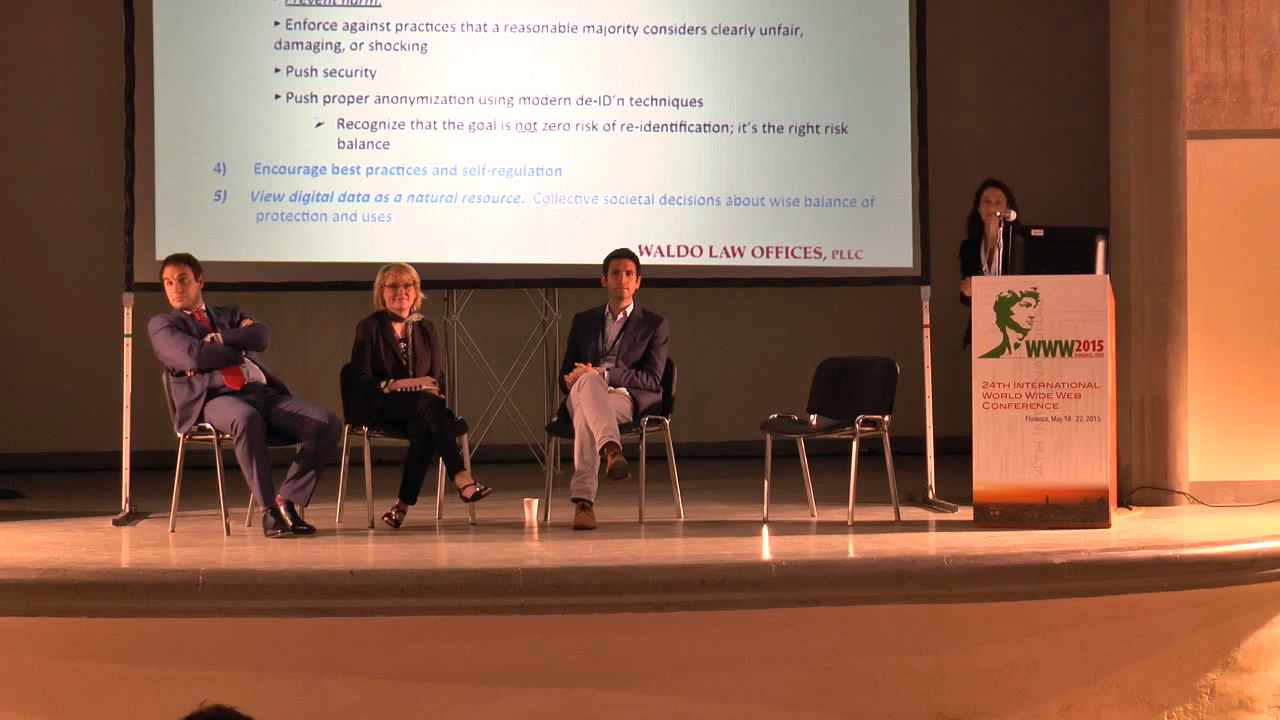 Prevent harm.
► Enforce against practices that a reasonable majority considers clearly unfair,
damaging, or shocking
► Push security
► Push proper anonymization using modern de-ID'n techniques
➢ Recognize that the goal is not zero risk of re-identification; it's the right risk
balance
4) Encourage best practices and self-regulation
5) View digital data as a natural resource. Collective societal decisions about wise balance of
protection and uses
WALDO LAW OFFICES, PLLC
WWW2015
24TH INTERNATIONAL
WORLD WIDE WEB
CONFERENCE
Florence, May 18 - 22, 2015